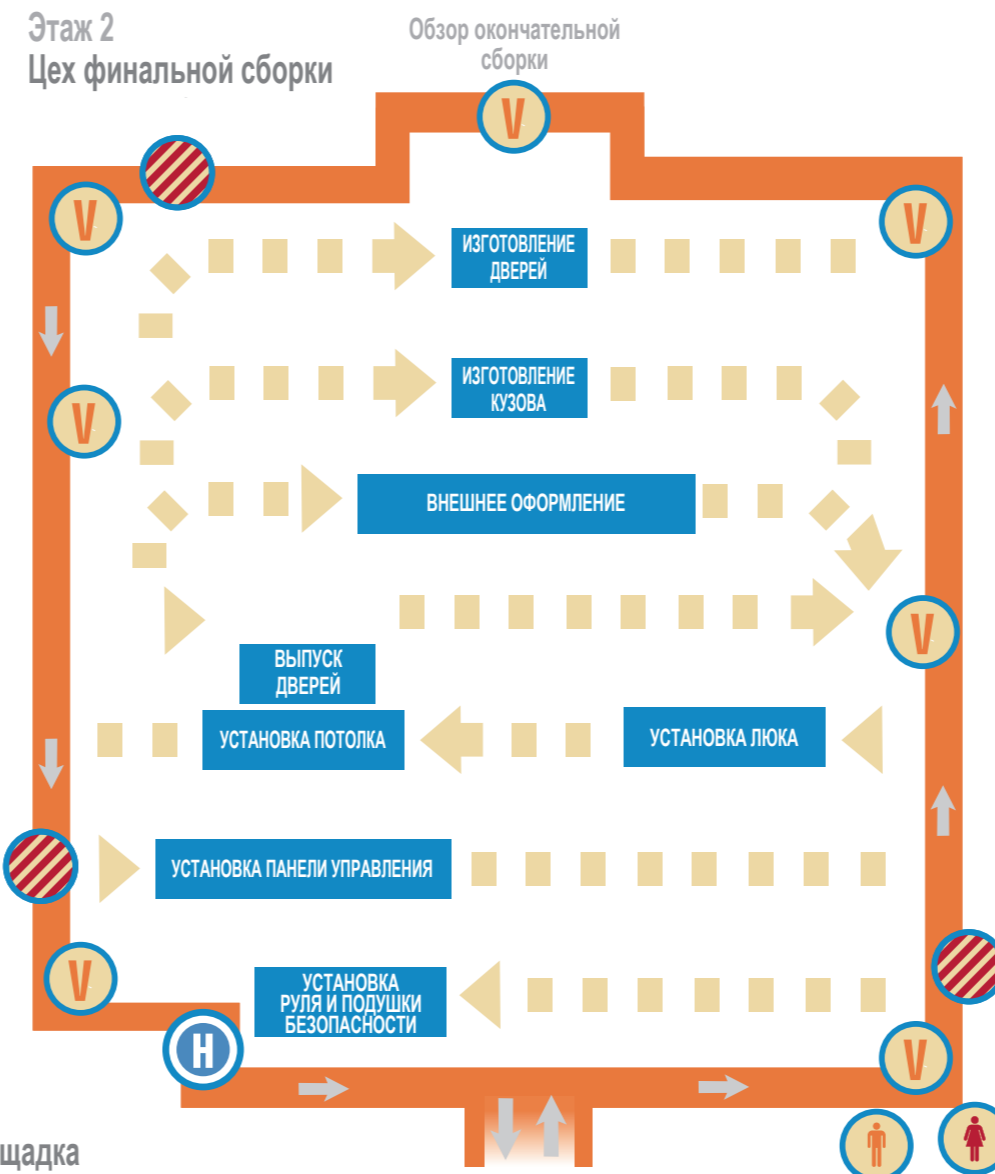 Этаж 2
Цех финальной сборки
Обзор окончательной
сборки
V
V
V
ИЗГОТОВЛЕНИЕ
ДВЕРЕЙ
ИЗГОТОВЛЕНИЕ
КУЗОВА
V
ВНЕШНЕЕ ОФОРМЛЕНИЕ
V
ВЫПУСК
ДВЕРЕЙ
УСТАНОВКА ПОТОЛКА
УСТАНОВКА ЛЮКА
УСТАНОВКА ПАНЕЛИ УПРАВЛЕНИЯ
V
УСТАНОВКА
РУЛЯ И ПОДУШКИ
БЕЗОПАСНОСТИ
H
V
щадка